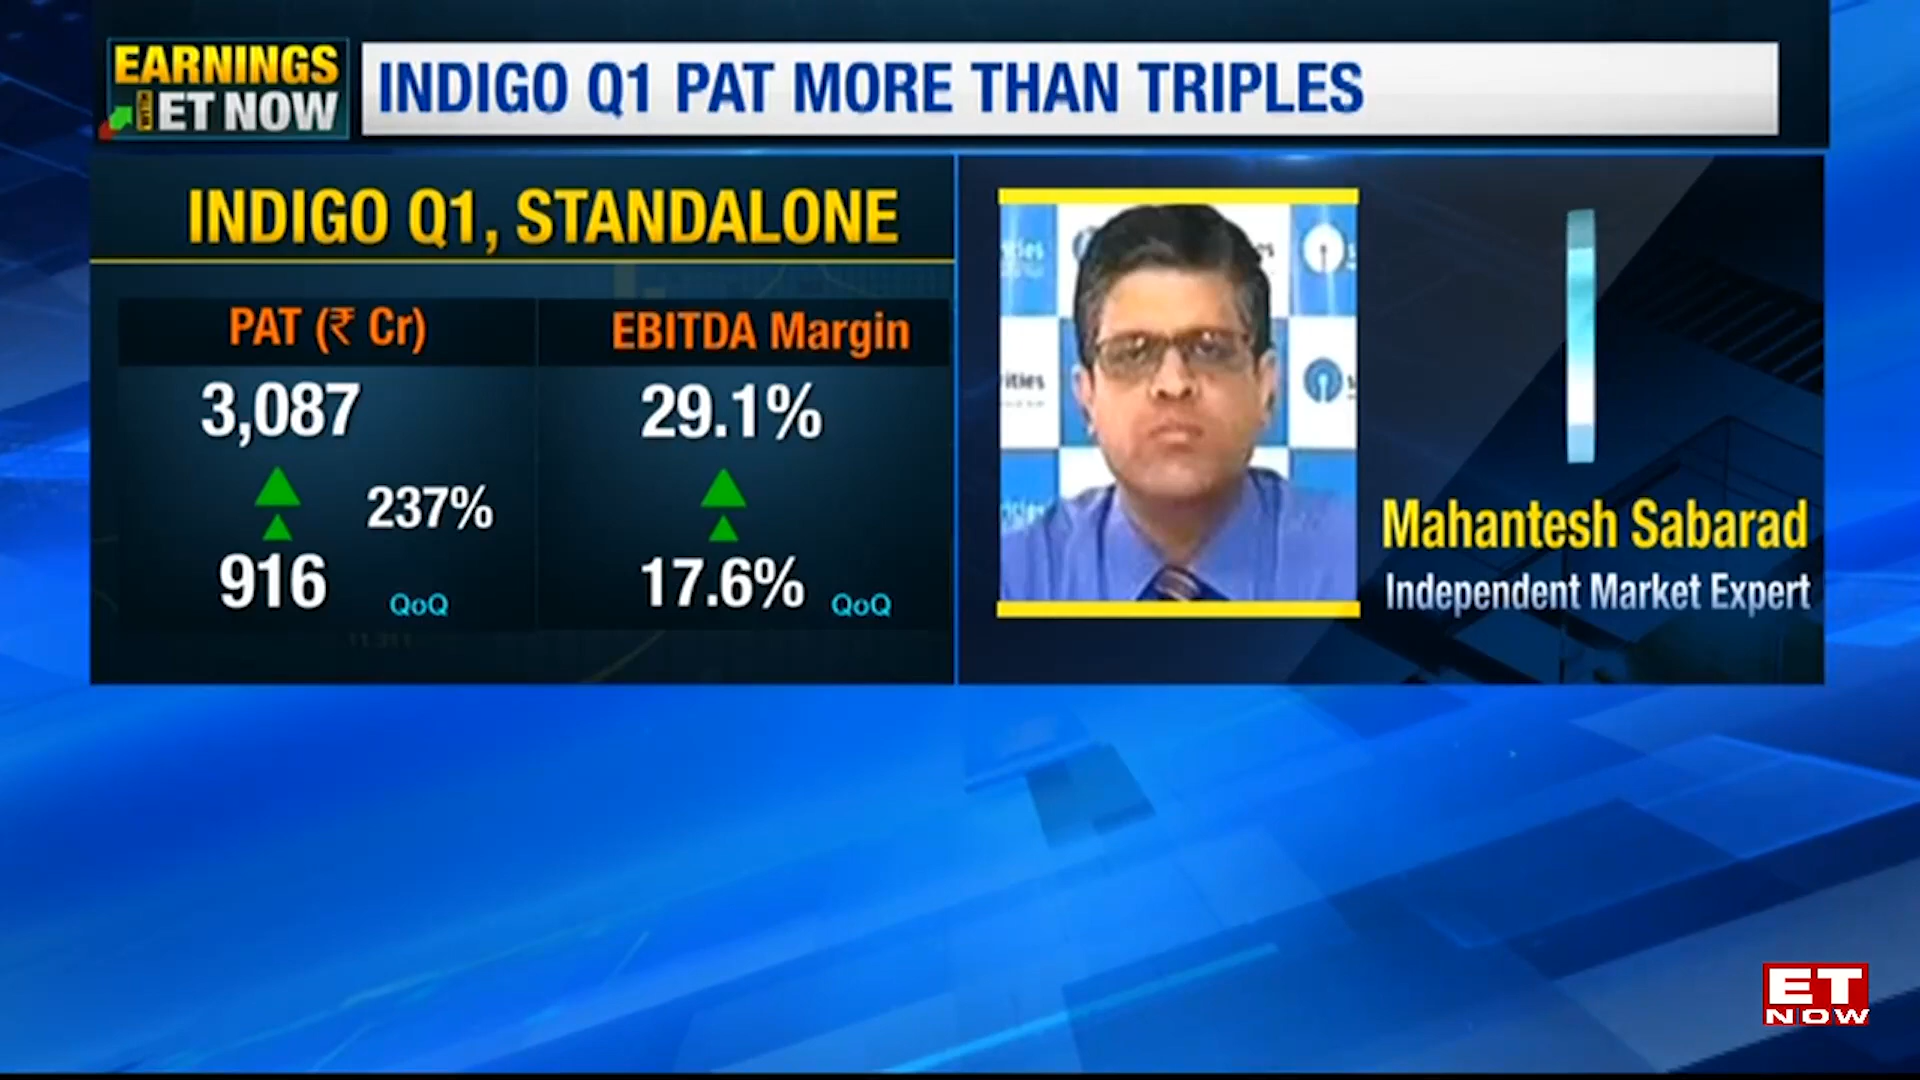 EARNINGS
ET NOW
INDIGO Q1 PAT MORE THAN TRIPLES
INDIGO Q1, STANDALONE
PAT (₹ Cr)
EBITDA Margin
3,087
29.1%
237%
916
QoQ
17.6%
QoQ
rities
Mahantesh Sabarad
Independent Market Expert
ET
NOW